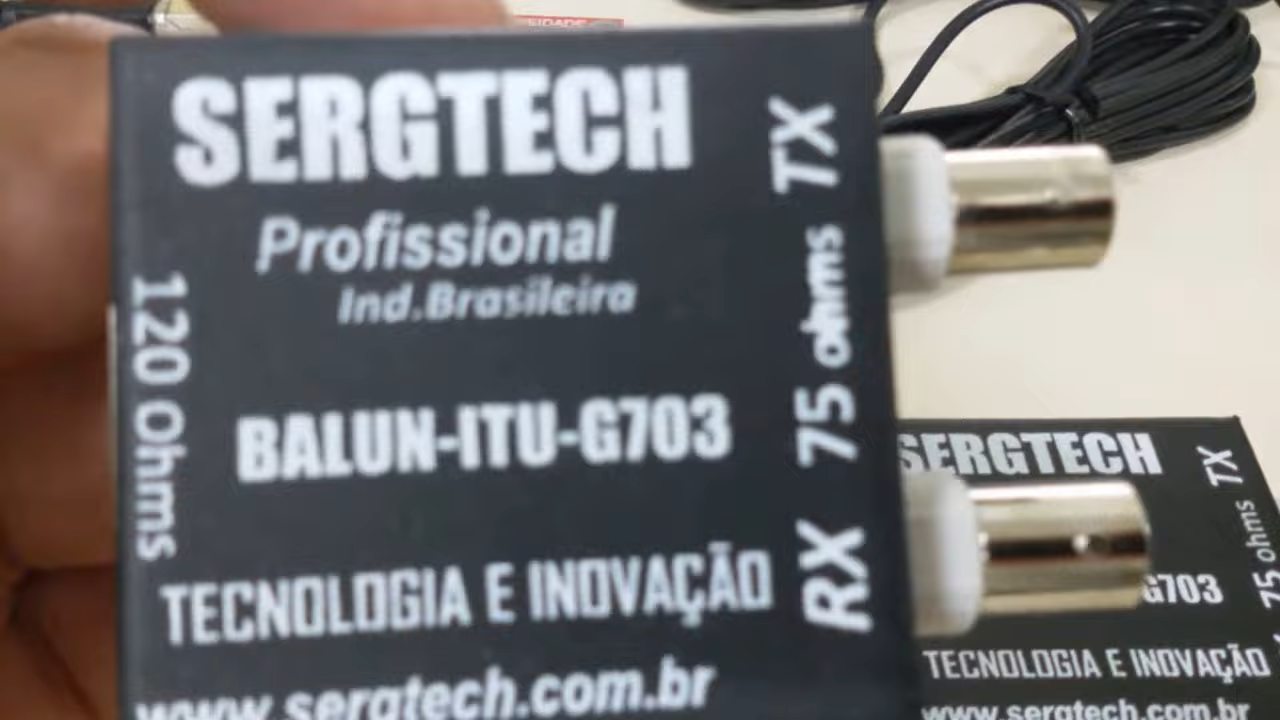 SERGTECH
Profissional
Ind.Brasileira
120 Ohms
BALUN-ITU-G703
TECNOLOGIA E INOVAÇÃO
www.sergtech.com.br
TX
75 ohms
RX
SERGTECH
TX
75 ohms
G703
TECNOLOGIA E INOVAÇÃO
www.sergtech.com.br